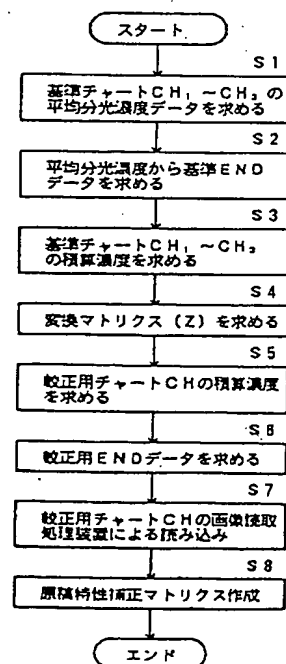 スタート
S1
基準チャートCH₁～CH₃の
平均分光濃度データを求める
S2
平均分光濃度から基準END
データを求める
S3
基準チャートCH₁～CH₃
の積算濃度を求める
S4
変換マトリクス（Z）を求める
S5
較正用チャートCHの積算濃度
を求める
S6
較正用ENDデータを求める
S7
較正用チャートCHの画像読取
処理装置による読み込み
S8
原稿特性補正マトリクス作成
エンド